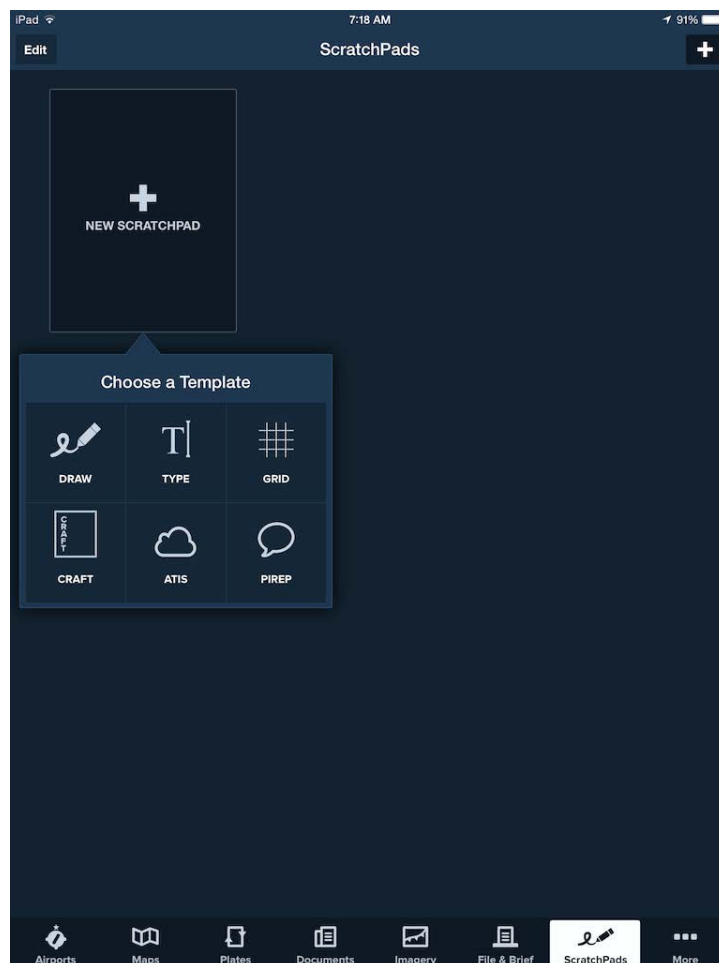 iPad 7:18 AM 91%
Edit ScratchPads
NEW SCRATCHPAD
Choose a Template
DRAW TYPE GRID
CRAFT
CRAFT ATIS PIREP
Airports Maps Plates Documents Imagery File & Brief ScratchPads More